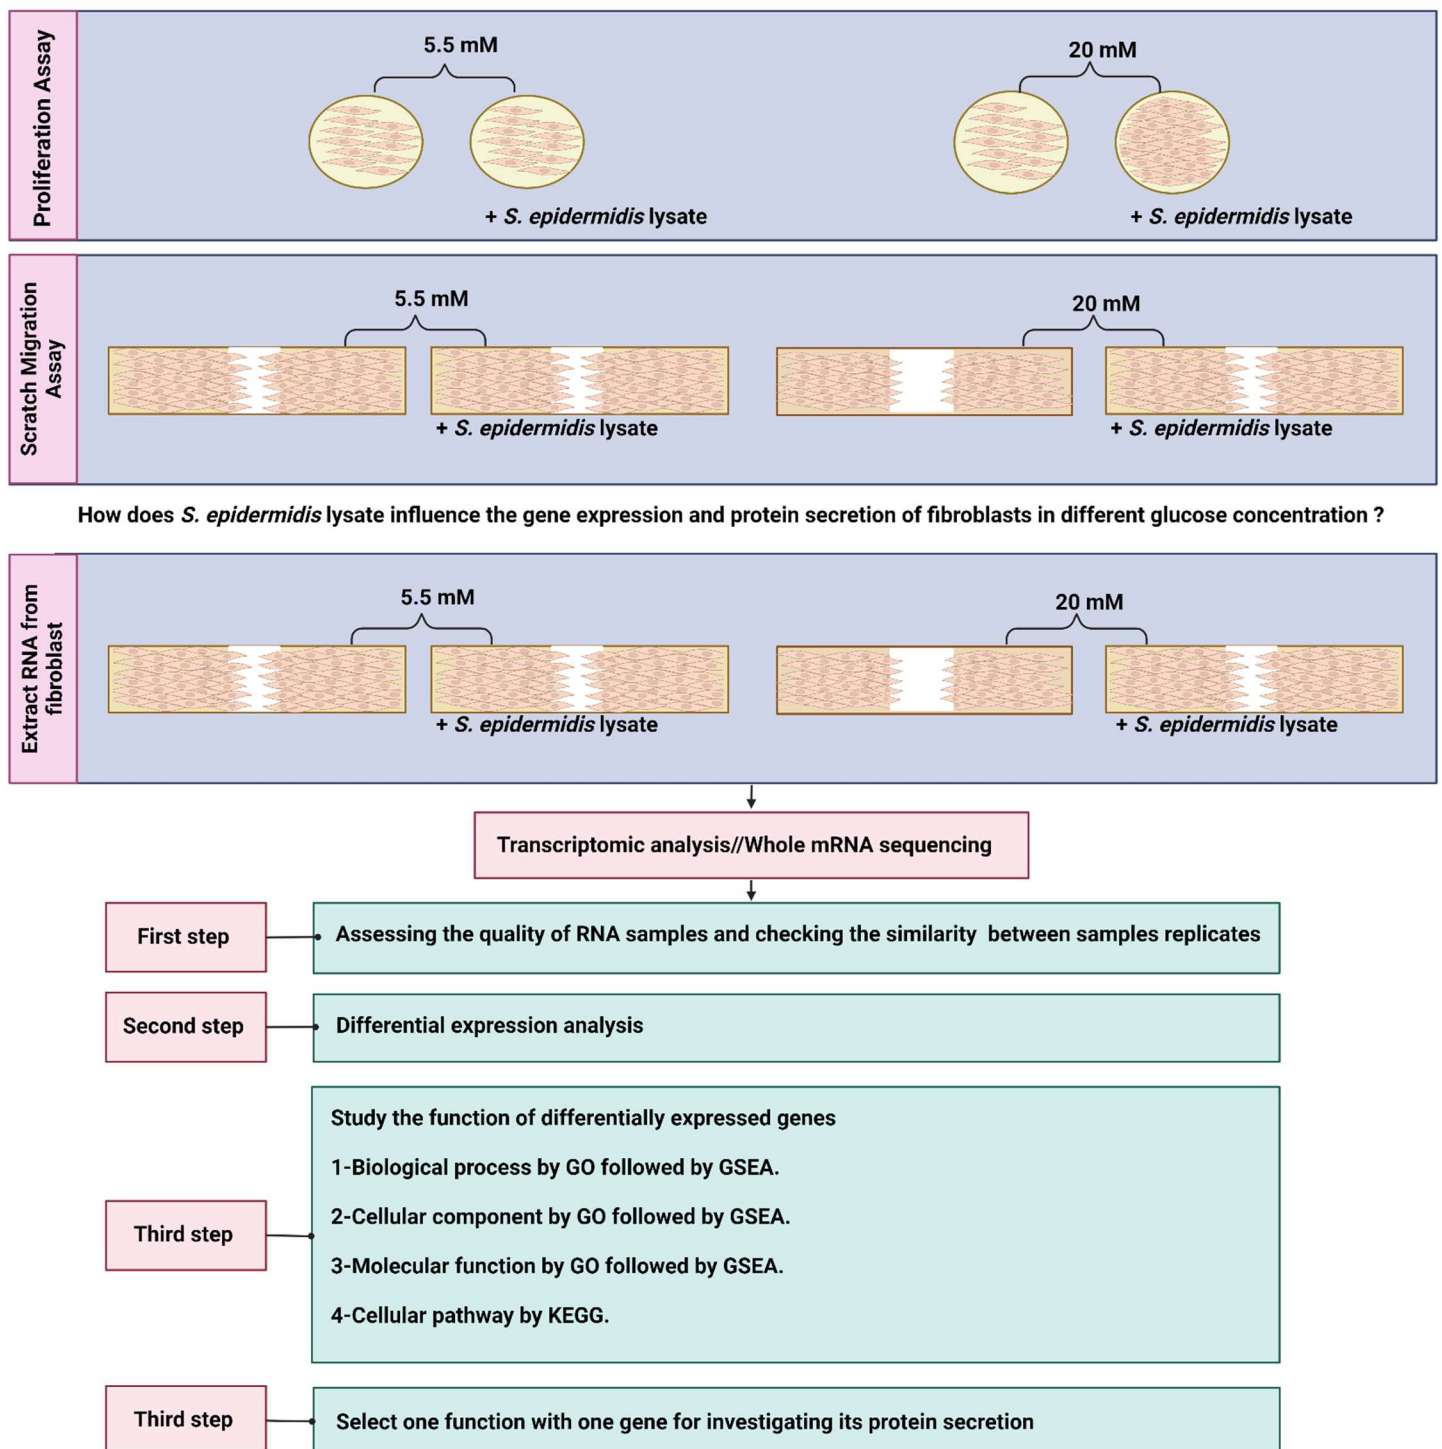 Proliferation Assay
5.5 mM
20 mM
+ S. epidermidis lysate
+ S. epidermidis lysate
Scratch Migration
Assay
5.5 mM
20 mM
+ S. epidermidis lysate
+ S. epidermidis lysate
How does S. epidermidis lysate influence the gene expression and protein secretion of fibroblasts in different glucose concentration ?
Extract RNA from
fibroblast
5.5 mM
20 mM
+ S. epidermidis lysate
+ S. epidermidis lysate
Transcriptomic analysis//Whole mRNA sequencing
First step
Assessing the quality of RNA samples and checking the similarity between samples replicates
Second step
Differential expression analysis
Third step
Study the function of differentially expressed genes
1-Biological process by GO followed by GSEA.
2-Cellular component by GO followed by GSEA.
3-Molecular function by GO followed by GSEA.
4-Cellular pathway by KEGG.
Third step
Select one function with one gene for investigating its protein secretion